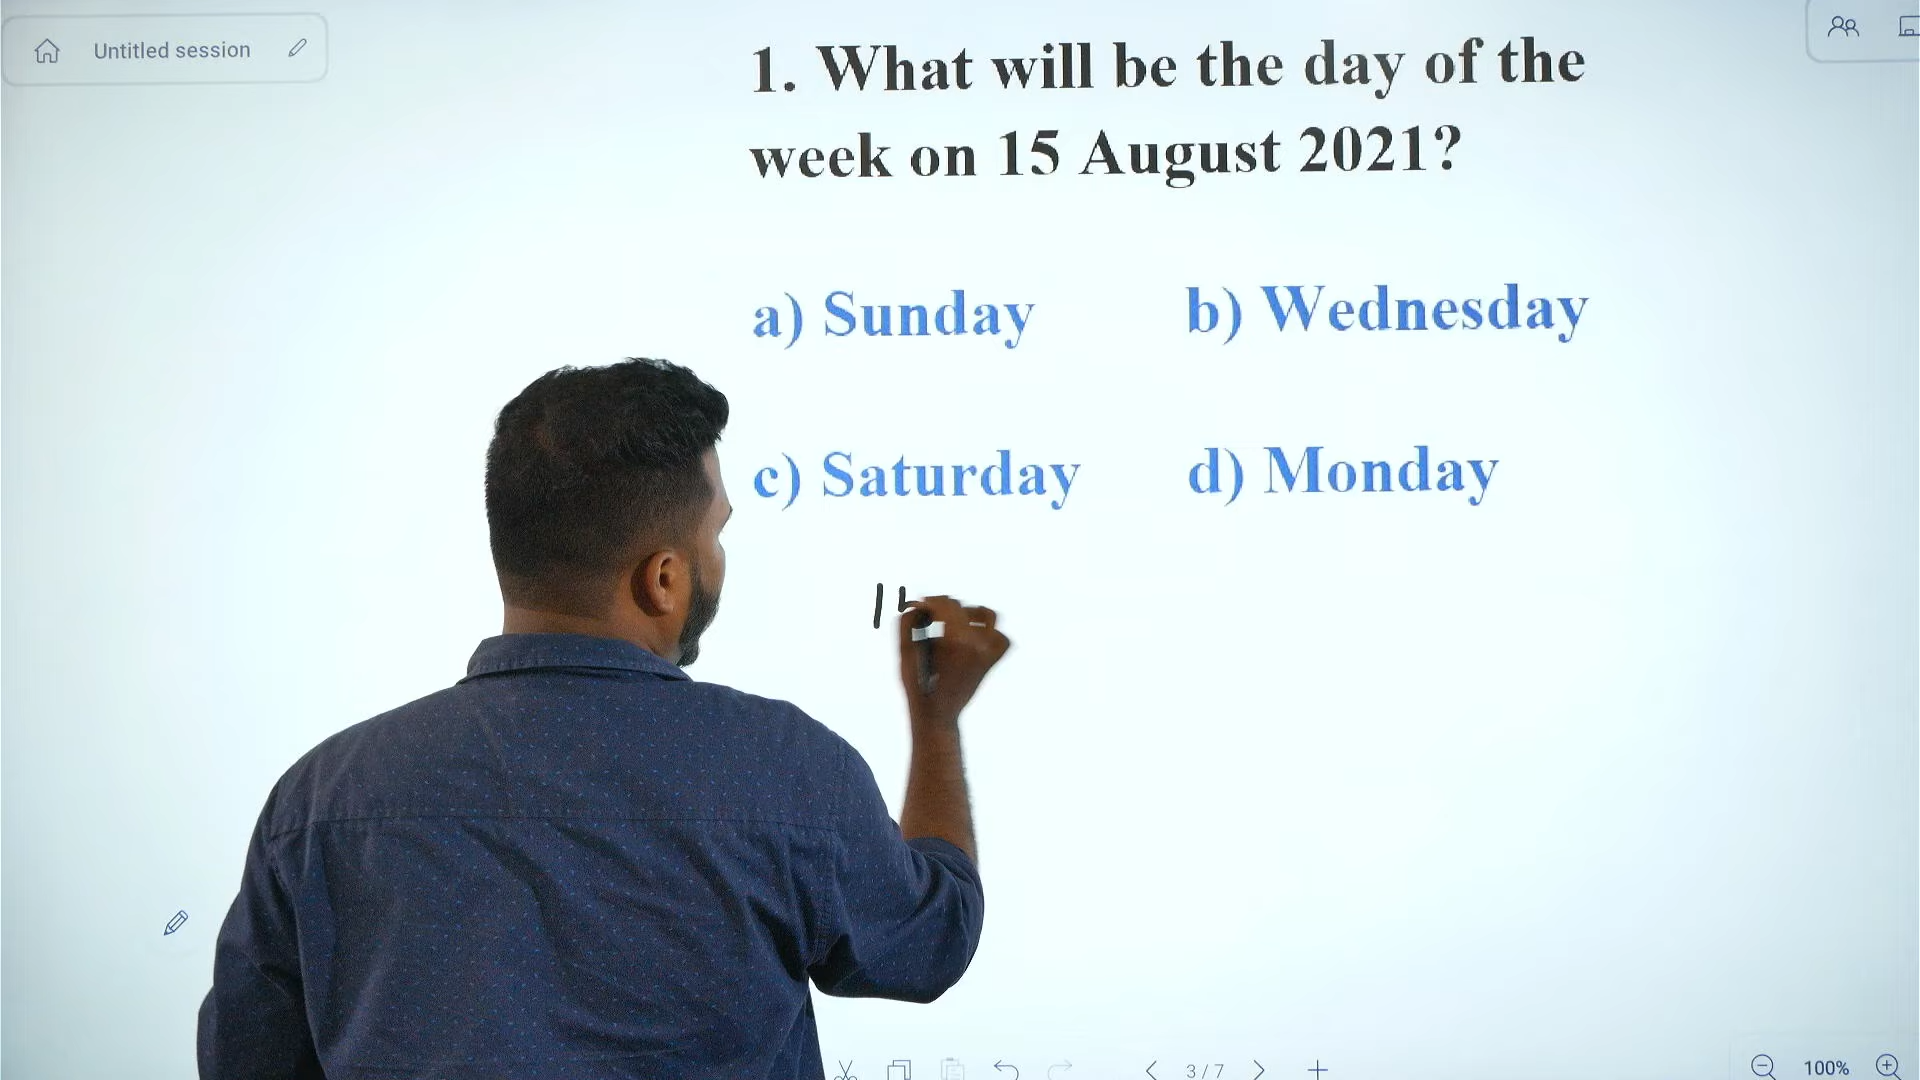 Untitled session
1. What will be the day of the
week on 15 August 2021?
a) Sunday b) Wednesday
c) Saturday d) Monday
3/7
100%